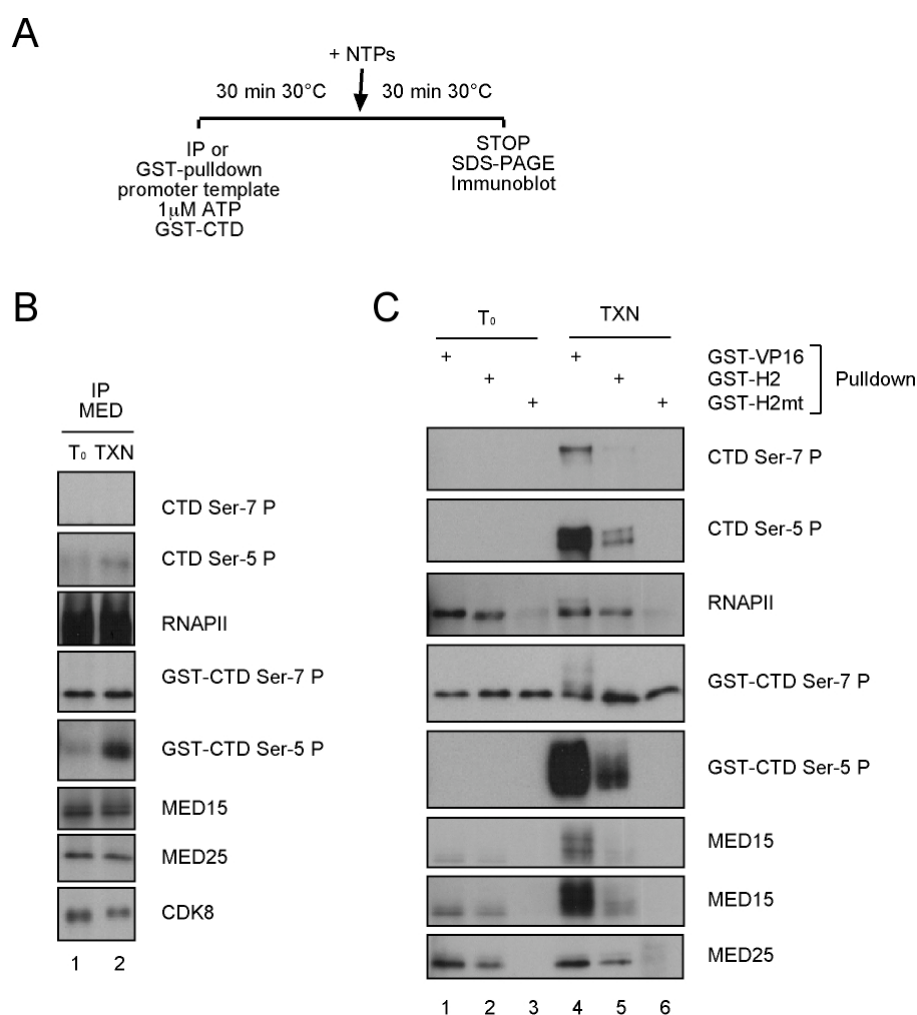 A
+ NTPs
30 min 30°C 30 min 30°C
IP or
GST-pulldown
promoter template
1µM ATP
GST-CTD
STOP
SDS-PAGE
Immunoblot
B
IP
MED
T₀ TXN
CTD Ser-7 P
CTD Ser-5 P
RNAPII
GST-CTD Ser-7 P
GST-CTD Ser-5 P
MED15
MED25
CDK8
1 2
C
T₀ TXN
+ + GST-VP16
+ + GST-H2 Pulldown
+ + GST-H2mt
CTD Ser-7 P
CTD Ser-5 P
RNAPII
GST-CTD Ser-7 P
GST-CTD Ser-5 P
MED15
MED15
MED25
1 2 3 4 5 6